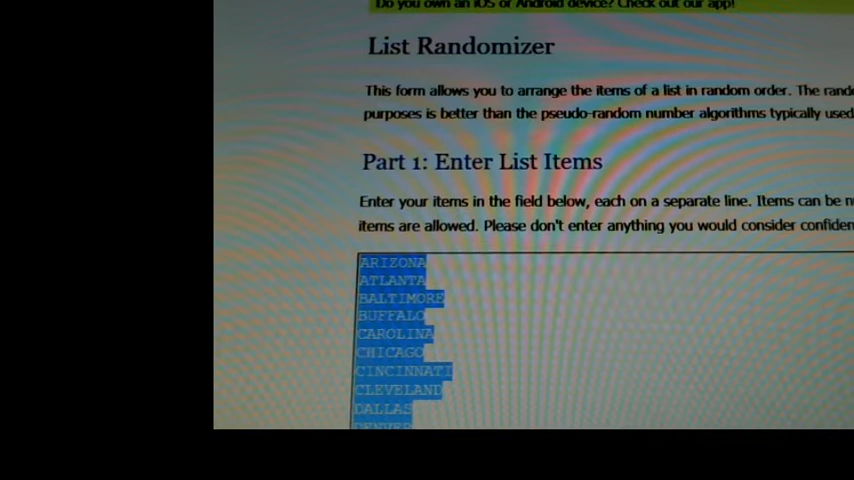 Do you own an iOS or Android device? Check out our app!
List Randomizer
This form allows you to arrange the items of a list in random order. The
purposes is better than the pseudo-random number algorithms typically used
Part 1: Enter List Items
Enter your items in the field below, each on a separate line. Items can be
items are allowed. Please don't enter anything you would consider
ARIZONA
ATLANTA
BALTIMORE
BUFFALO
CAROLINA
CHICAGO
CINCINNATI
CLEVELAND
DALLAS
DENVER